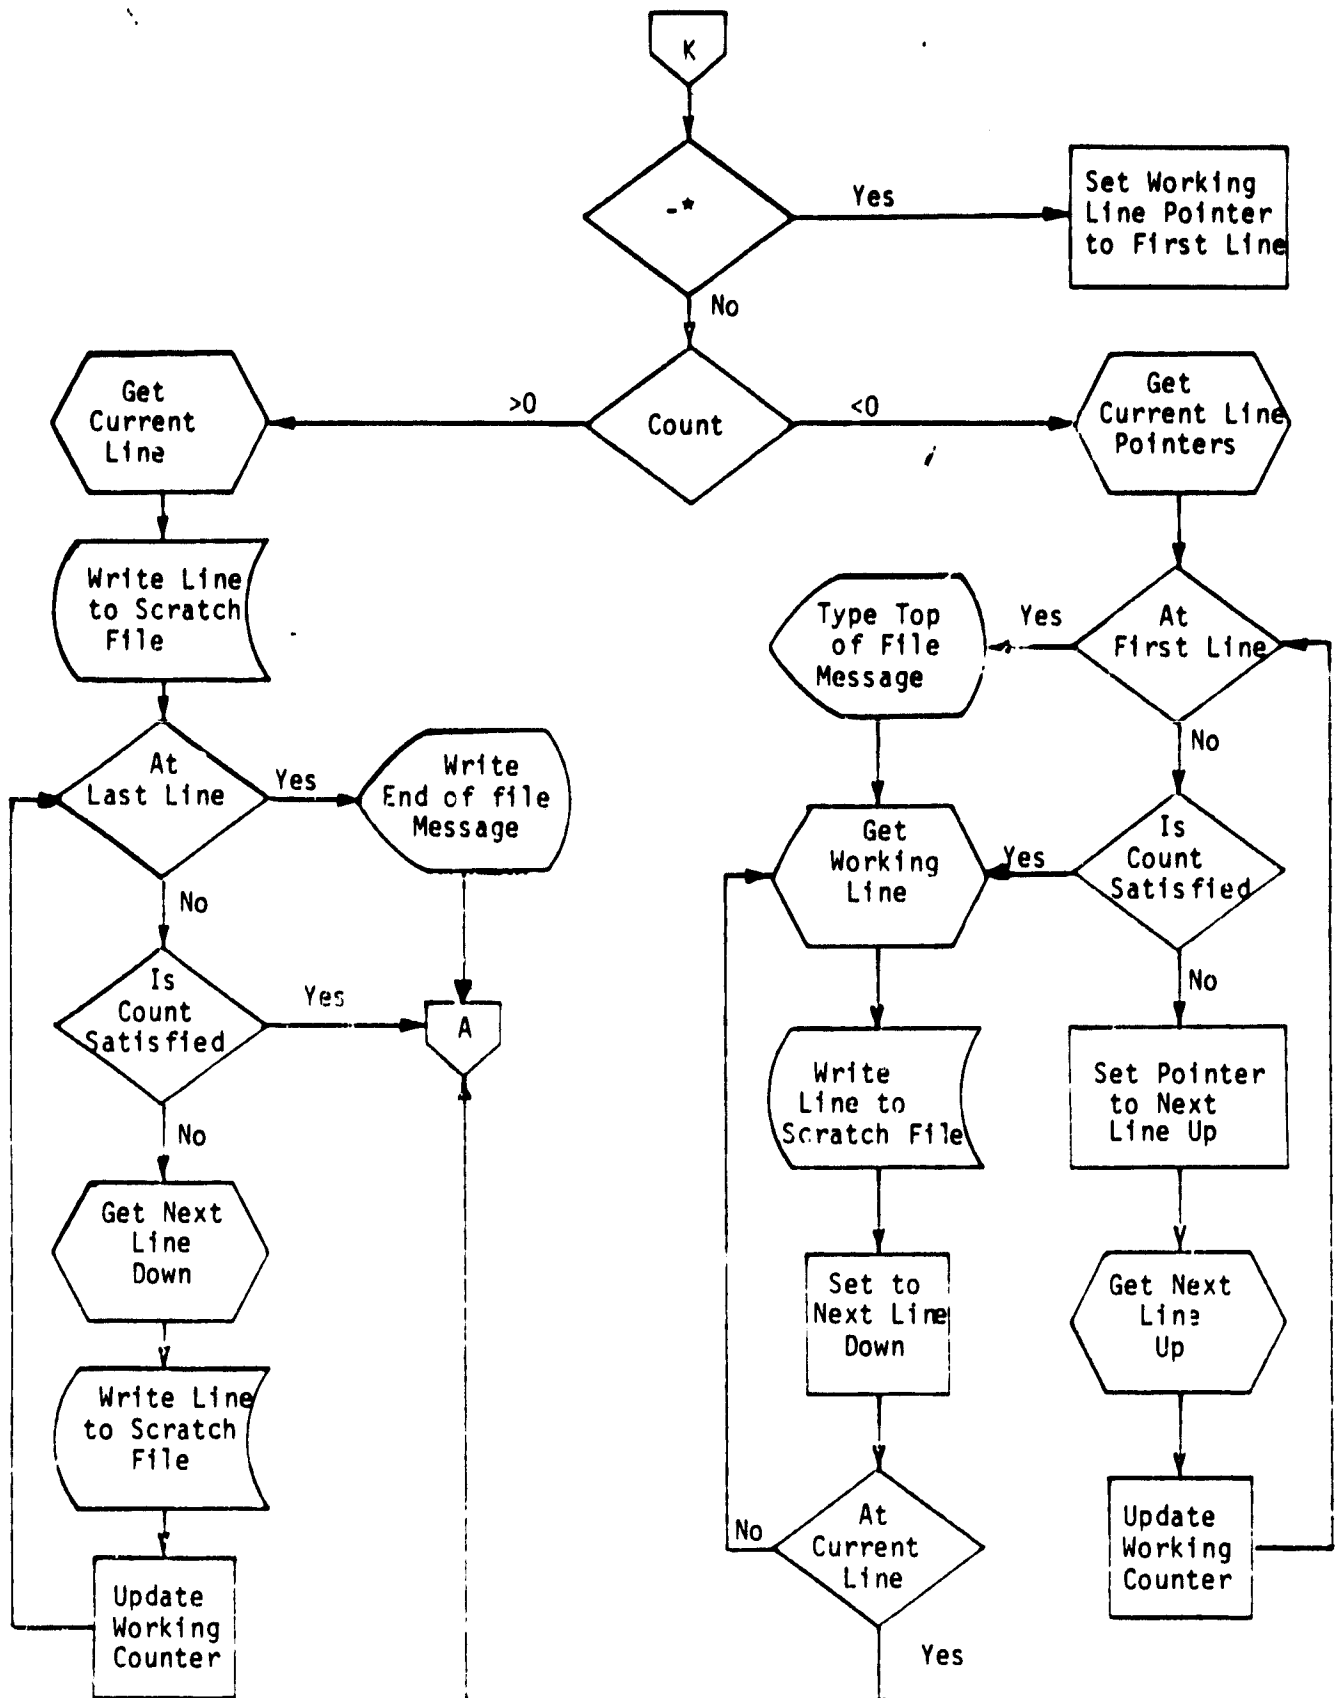 K
-*
Yes
Set Working
Line Pointer
to First Line
No
Get
Current
Line
>0
Count
<0
Get
Current Line
Pointers
Write Line
to Scratch
File
Type Top
of File
Message
Yes
At
First Line
No
At
Last Line
Yes
Write
End of file
Message
Get
Working
Line
Yes
Is
Count
Satisfied
No
No
Is
Count
Satisfied
Yes
A
Write
Line to
Scratch File
Set Pointer
to Next
Line Up
No
Get Next
Line
Down
Set to
Next Line
Down
Get Next
Line
Up
Write Line
to Scratch
File
No
At
Current
Line
Update
Working
Counter
Update
Working
Counter
Yes